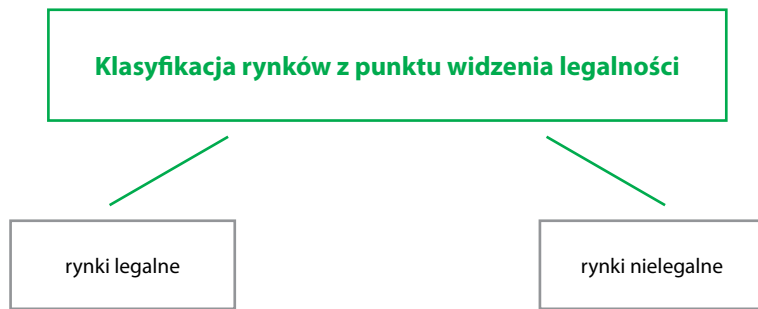 Klasyfikacja rynków z punktu widzenia legalności
rynki legalne
rynki nielegalne